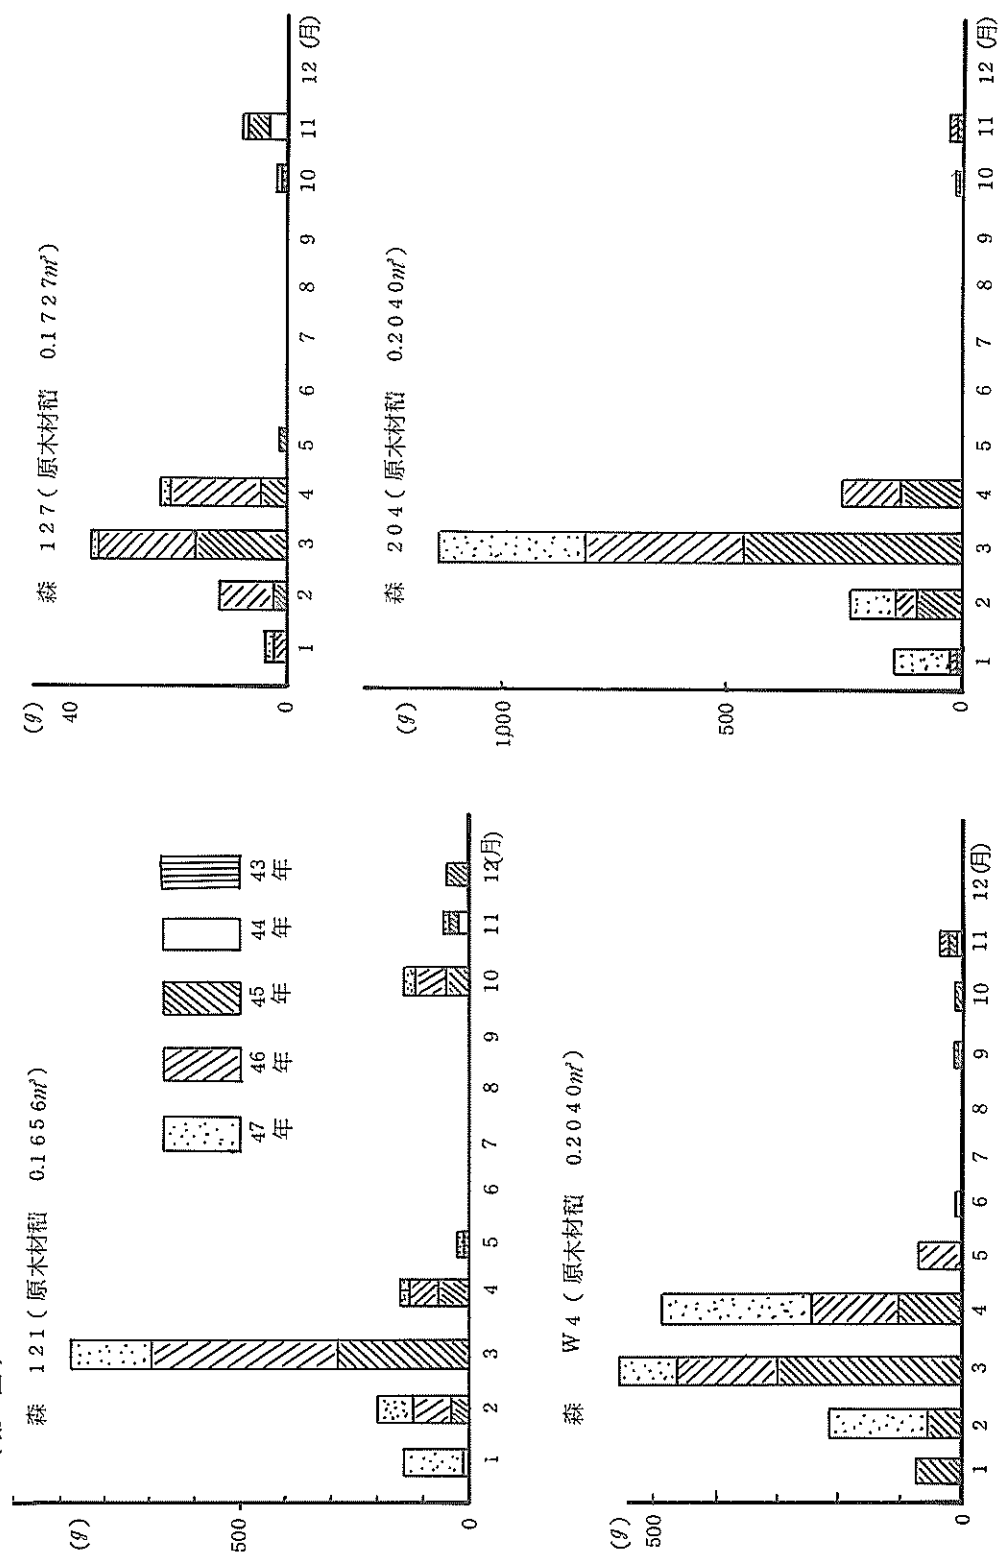 森 121(原木材積 0.1656m³)
(g)
500
0
1 2 3 4 5 6 7 8 9 10 11 12(月)
47年
46年
45年
44年
43年
森 127(原木材積 0.1727m³)
(g)
40
0
1 2 3 4 5 6 7 8 9 10 11 12(月)
森 W4(原木材積 0.2040m³)
(g)
500
0
1 2 3 4 5 6 7 8 9 10 11 12(月)
森 204(原木材積 0.2040m³)
(g)
1,000
500
0
1 2 3 4 5 6 7 8 9 10 11 12(月)